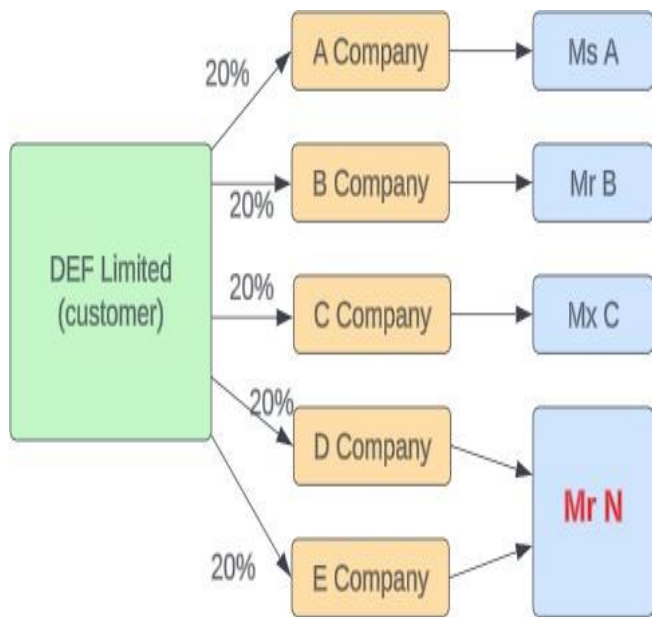 20%
A Company
Ms A
20%
B Company
Mr B
DEF Limited
(customer)
20%
C Company
Mx C
20%
D Company
Mr N
20%
E Company